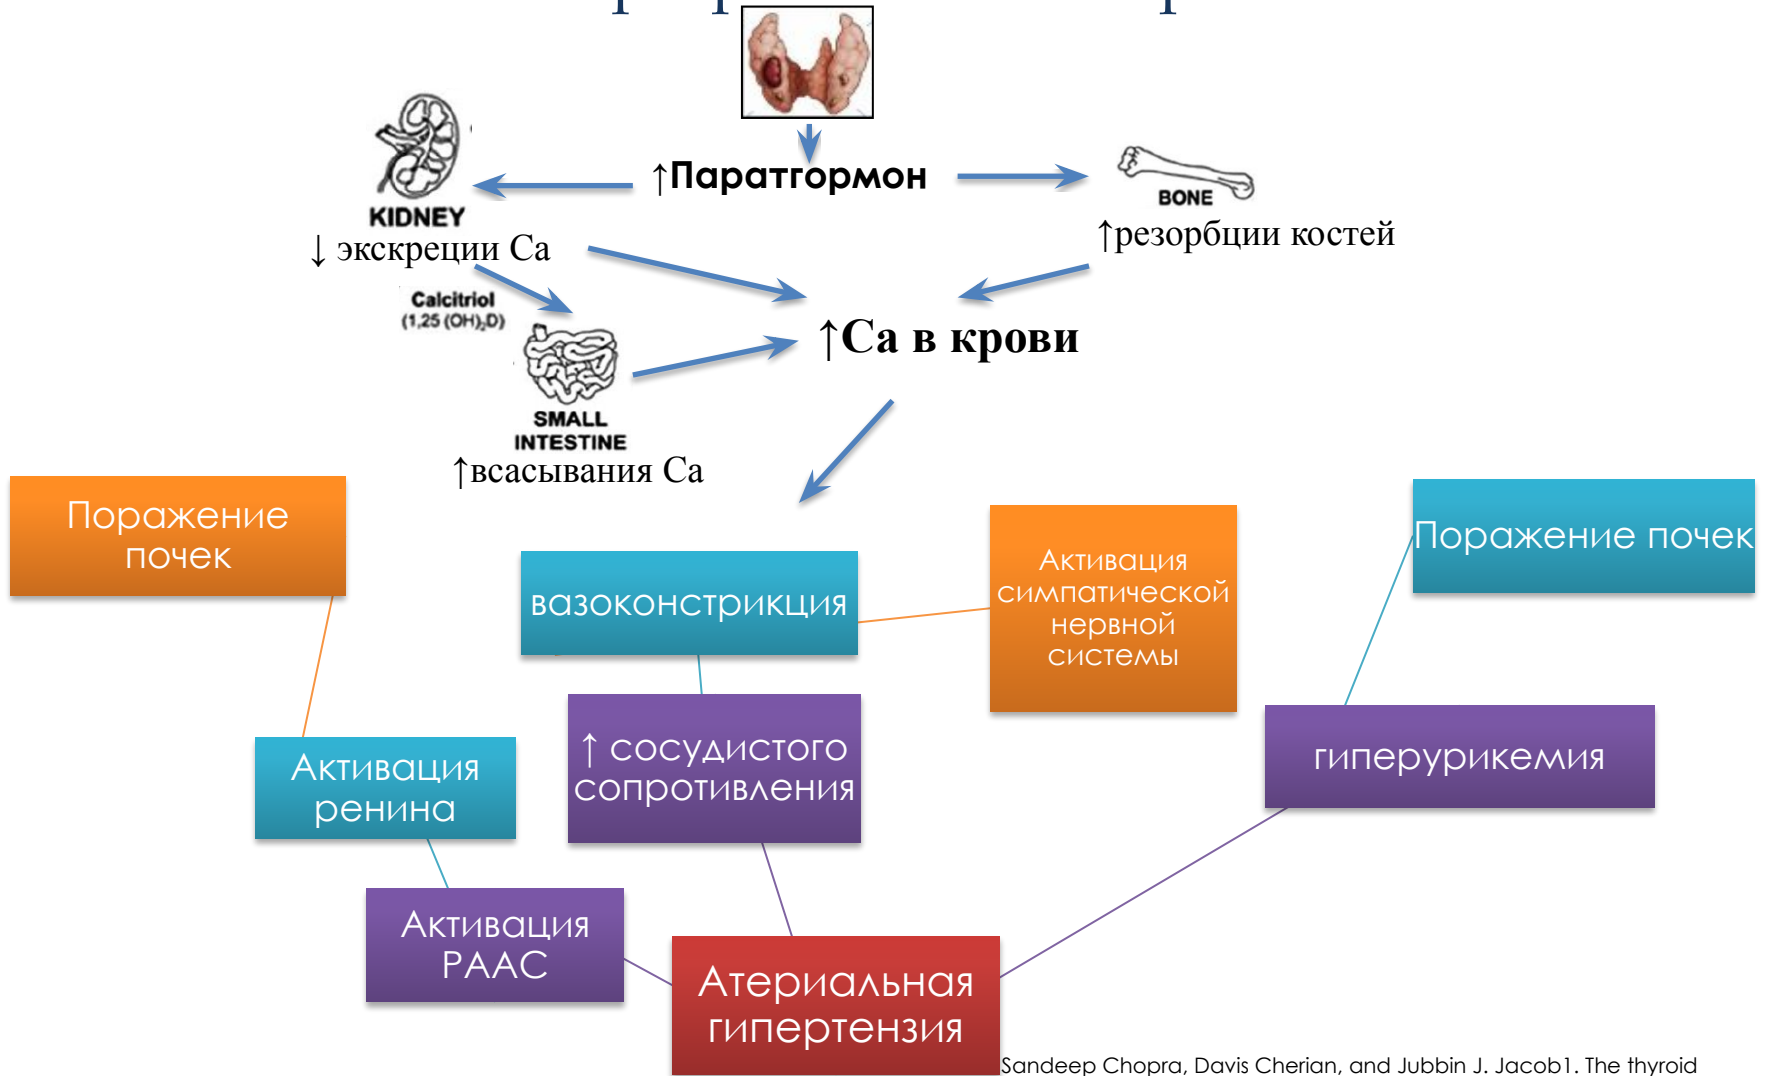 ↑Паратгормон
KIDNEY
↓ экскреции Са
BONE
↑резорбции костей
Calcitriol
(1,25 (OH)₂D)
↑Са в крови
SMALL
INTESTINE
↑всасывания Са
Поражение
почек
вазоконстрикция
Активация
симпатической
нервной
системы
Поражение почек
↑ сосудистого
сопротивления
гиперурикемия
Активация
ренина
Активация
РААС
Атериальная
гипертензия
Sandeep Chopra, Davis Cherian, and Jubbin J. Jacob1. The thyroid